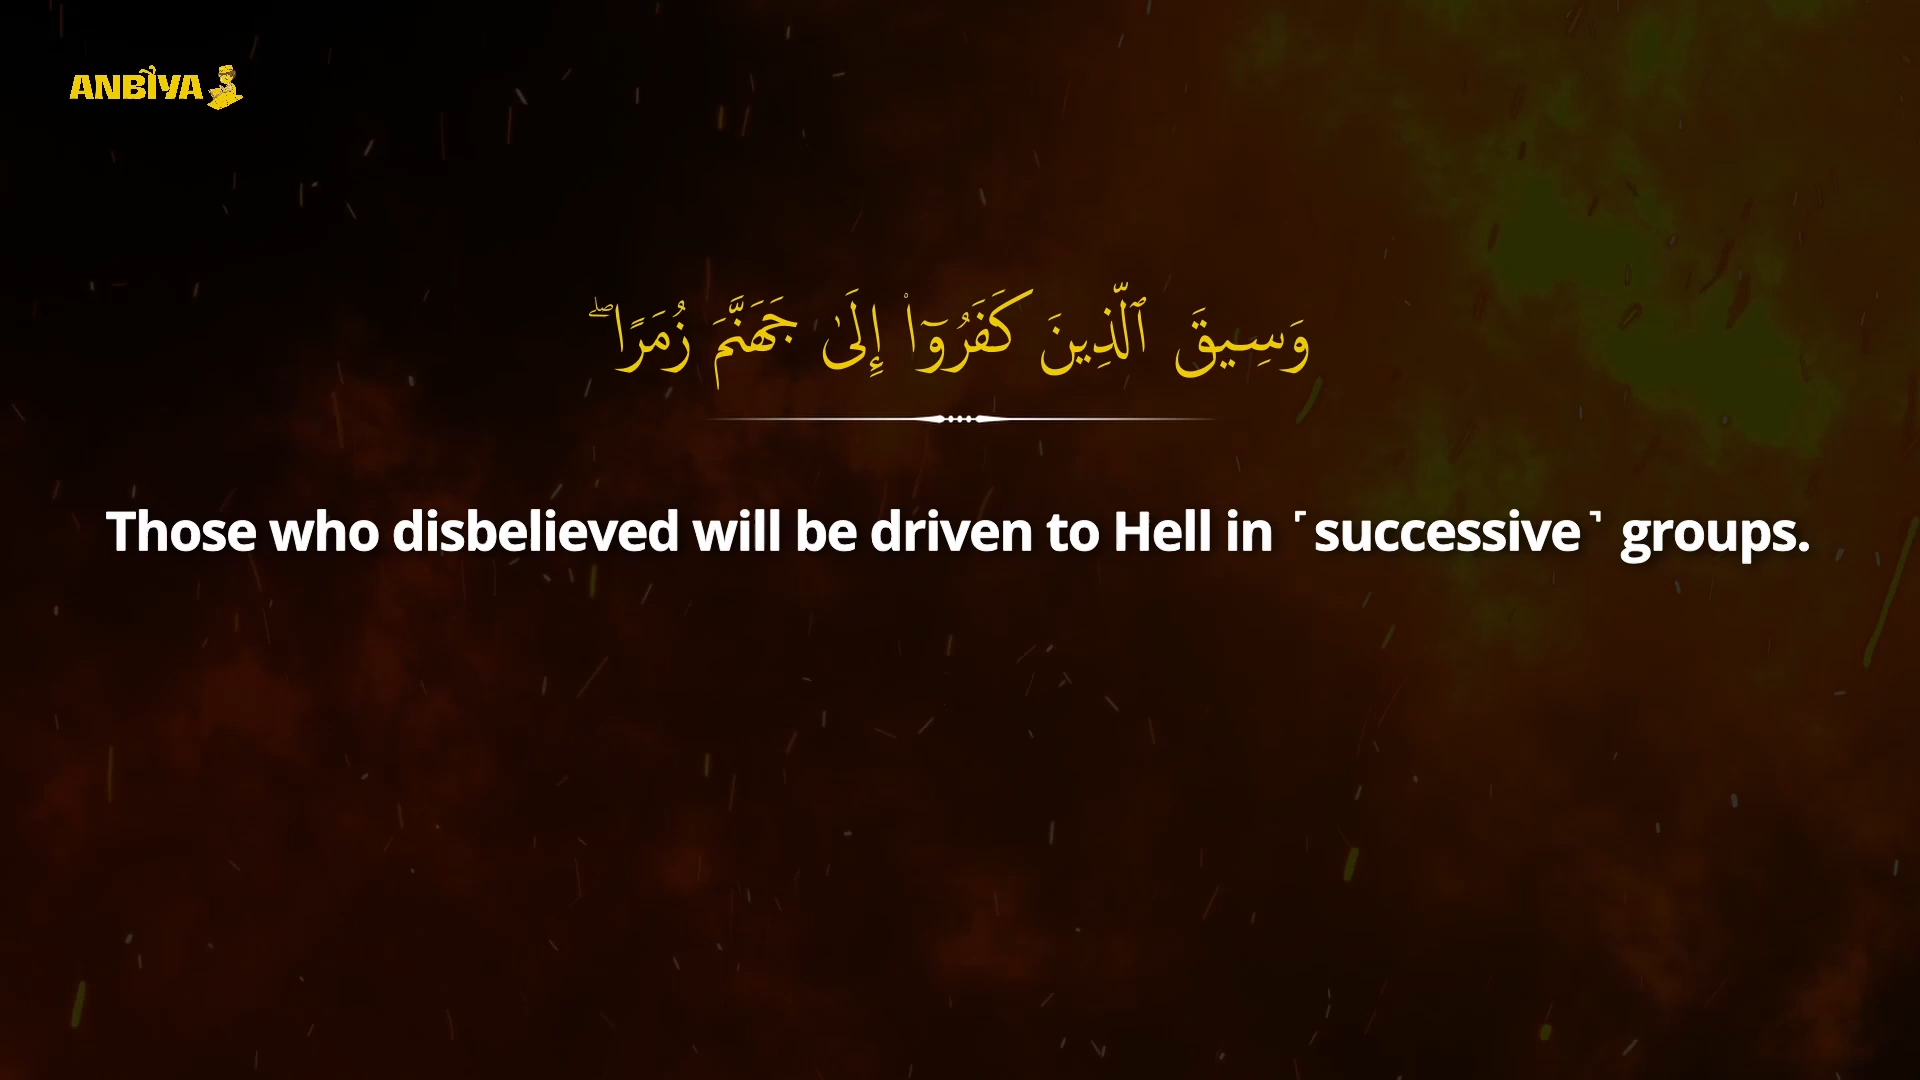 ANBİYA
وَسِيقَ ٱلَّذِينَ كَفَرُوٓا۟ إِلَىٰ جَهَنَّمَ زُمَرًا ۖ
Those who disbelieved will be driven to Hell in ˹successive˺ groups.